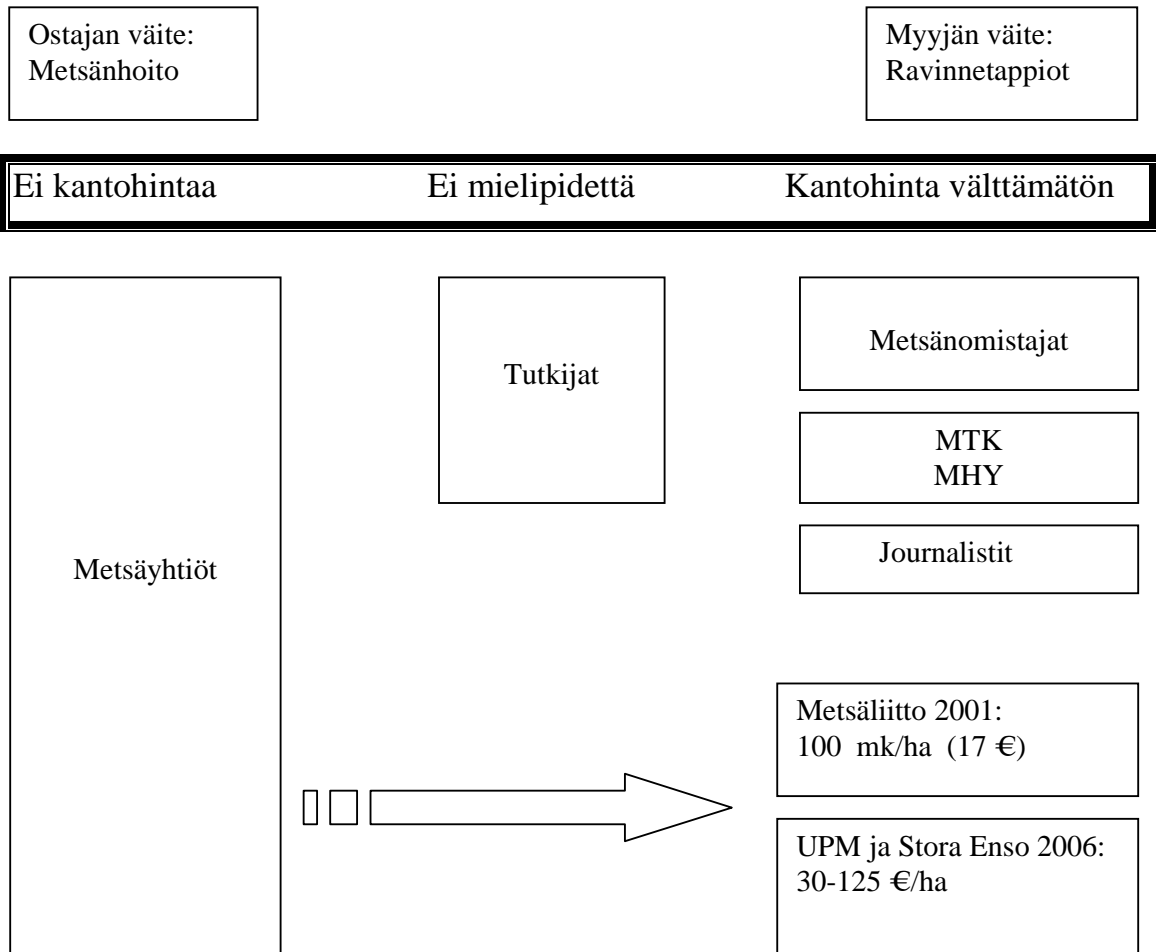 Ostajan väite:
Metsänhoito
Myyjän väite:
Ravinnetappiot
Ei kantohintaa
Ei mielipidettä
Kantohinta välttämätön
Metsäyhtiöt
Tutkijat
Metsänomistajat
MTK
MHY
Journalistit
Metsäliitto 2001:
100 mk/ha (17 €)
UPM ja Stora Enso 2006:
30-125 €/ha